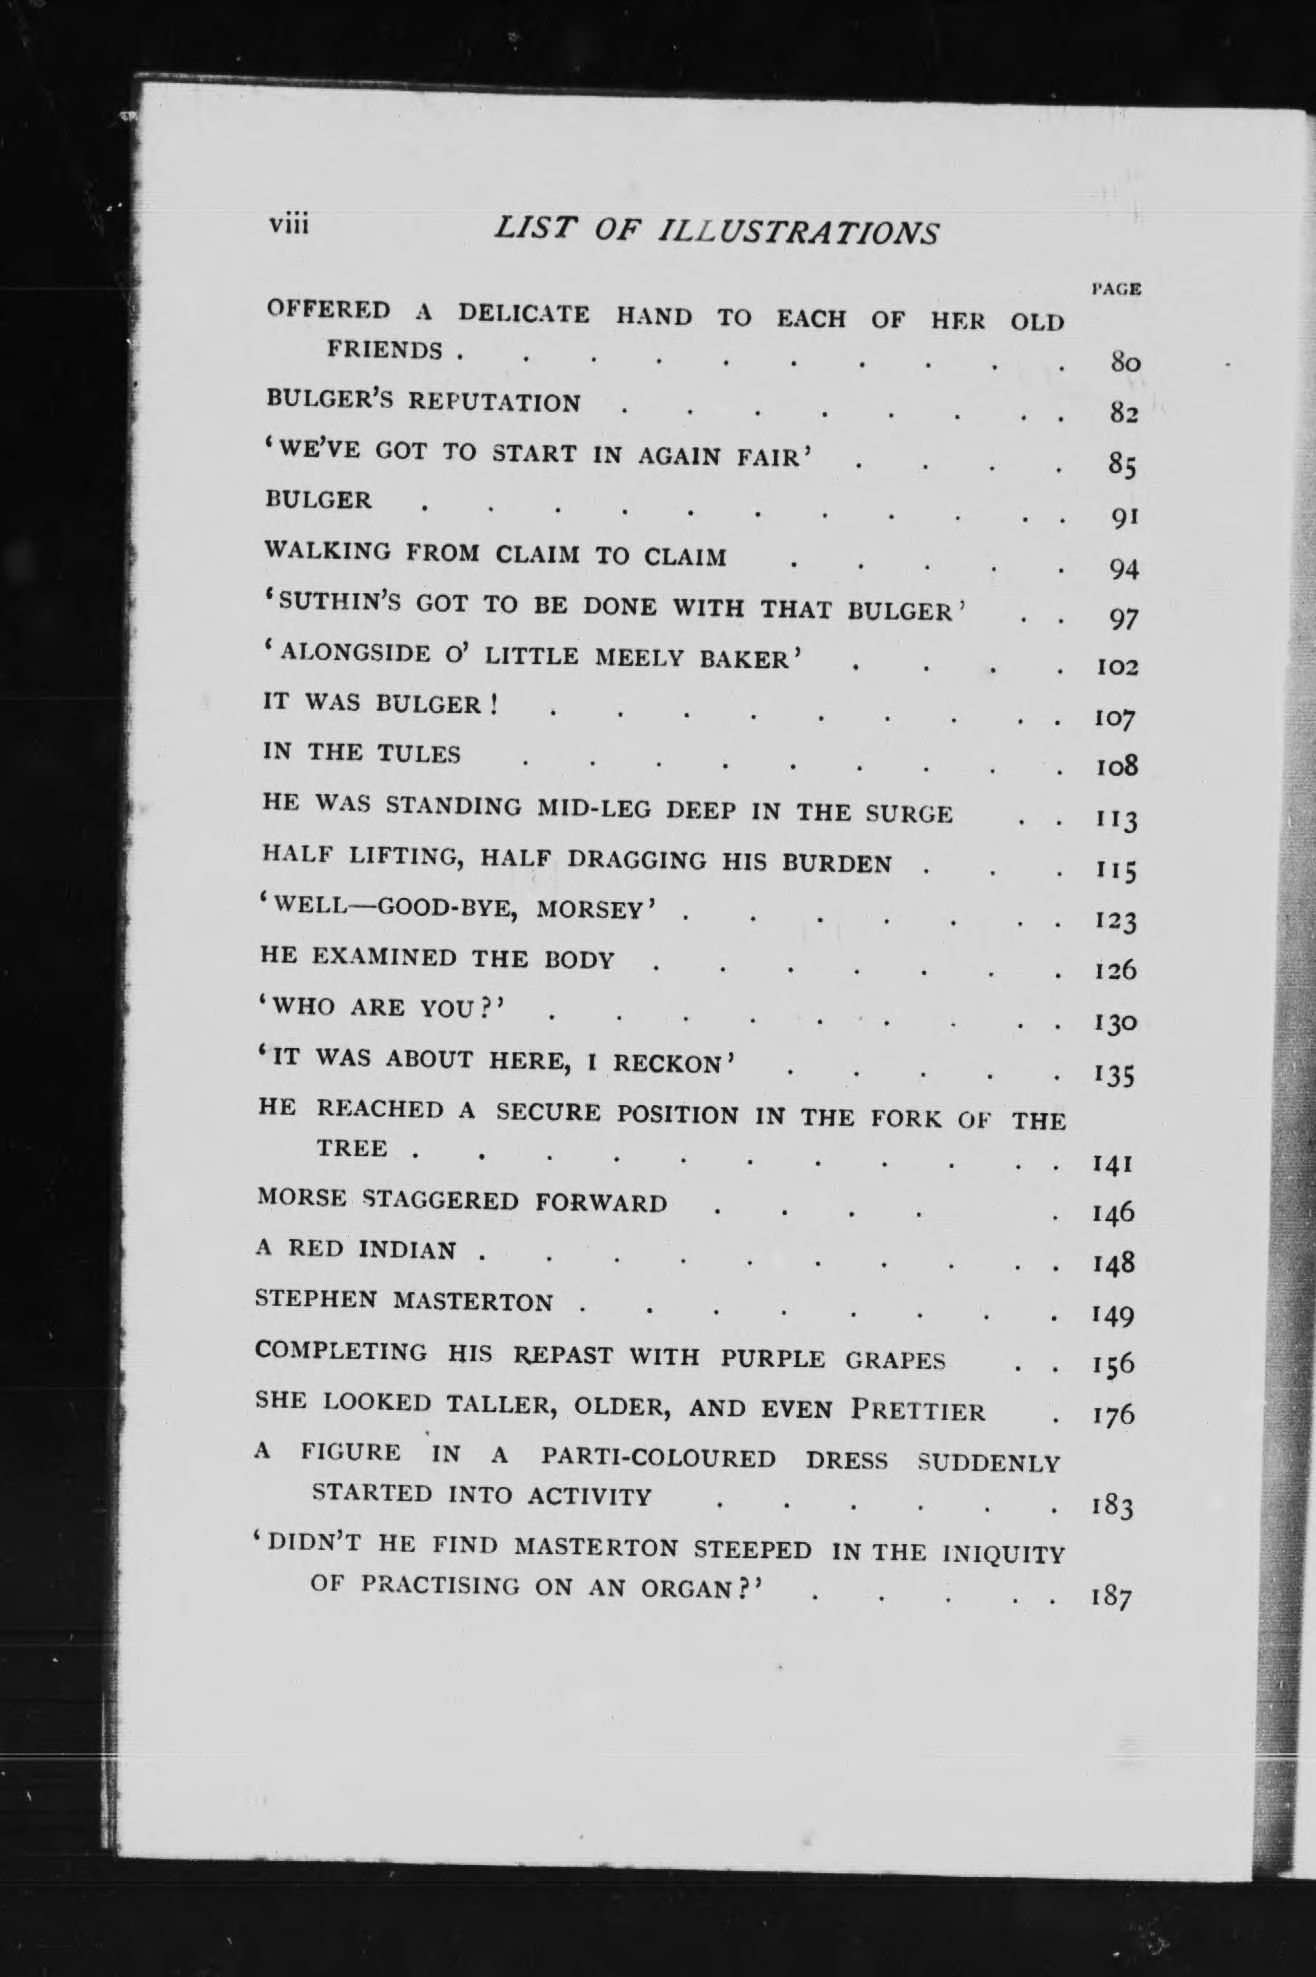 viii LIST OF ILLUSTRATIONS
PAGE
OFFERED A DELICATE HAND TO EACH OF HER OLD
FRIENDS . . . . . . . . . . 80
BULGER'S REPUTATION . . . . . . . . 82
‘WE'VE GOT TO START IN AGAIN FAIR’ . . . . 85
BULGER . . . . . . . . . . . 91
WALKING FROM CLAIM TO CLAIM . . . . . 94
‘SUTHIN'S GOT TO BE DONE WITH THAT BULGER’ . . 97
‘ALONGSIDE O' LITTLE MEELY BAKER’ . . . . 102
IT WAS BULGER! . . . . . . . . . 107
IN THE TULES . . . . . . . . . 108
HE WAS STANDING MID-LEG DEEP IN THE SURGE . . 113
HALF LIFTING, HALF DRAGGING HIS BURDEN . . . 115
‘WELL—GOOD-BYE, MORSEY’ . . . . . . . 123
HE EXAMINED THE BODY . . . . . . . 126
‘WHO ARE YOU?’ . . . . . . . . . 130
‘IT WAS ABOUT HERE, I RECKON’ . . . . . 135
HE REACHED A SECURE POSITION IN THE FORK OF THE
TREE . . . . . . . . . . . 141
MORSE STAGGERED FORWARD . . . . . 146
A RED INDIAN . . . . . . . . . . 148
STEPHEN MASTERTON . . . . . . . . 149
COMPLETING HIS REPAST WITH PURPLE GRAPES . . 156
SHE LOOKED TALLER, OLDER, AND EVEN PRETTIER . 176
A FIGURE IN A PARTI-COLOURED DRESS SUDDENLY
STARTED INTO ACTIVITY . . . . . . 183
‘DIDN'T HE FIND MASTERTON STEEPED IN THE INIQUITY
OF PRACTISING ON AN ORGAN?’ . . . . . 187